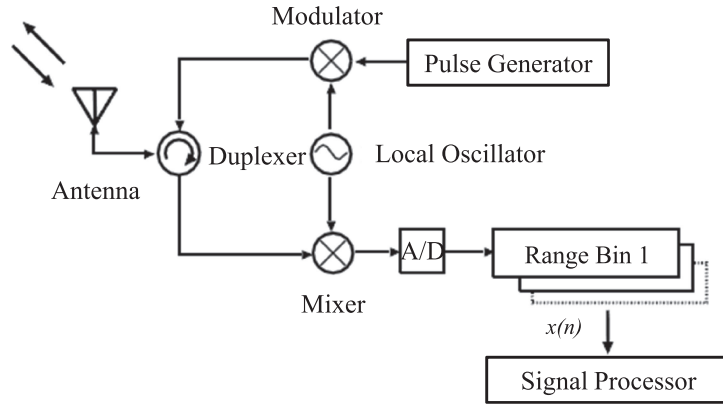 Modulator
Pulse Generator
Duplexer
Local Oscillator
Antenna
A/D
Range Bin 1
Mixer
x(n)
Signal Processor